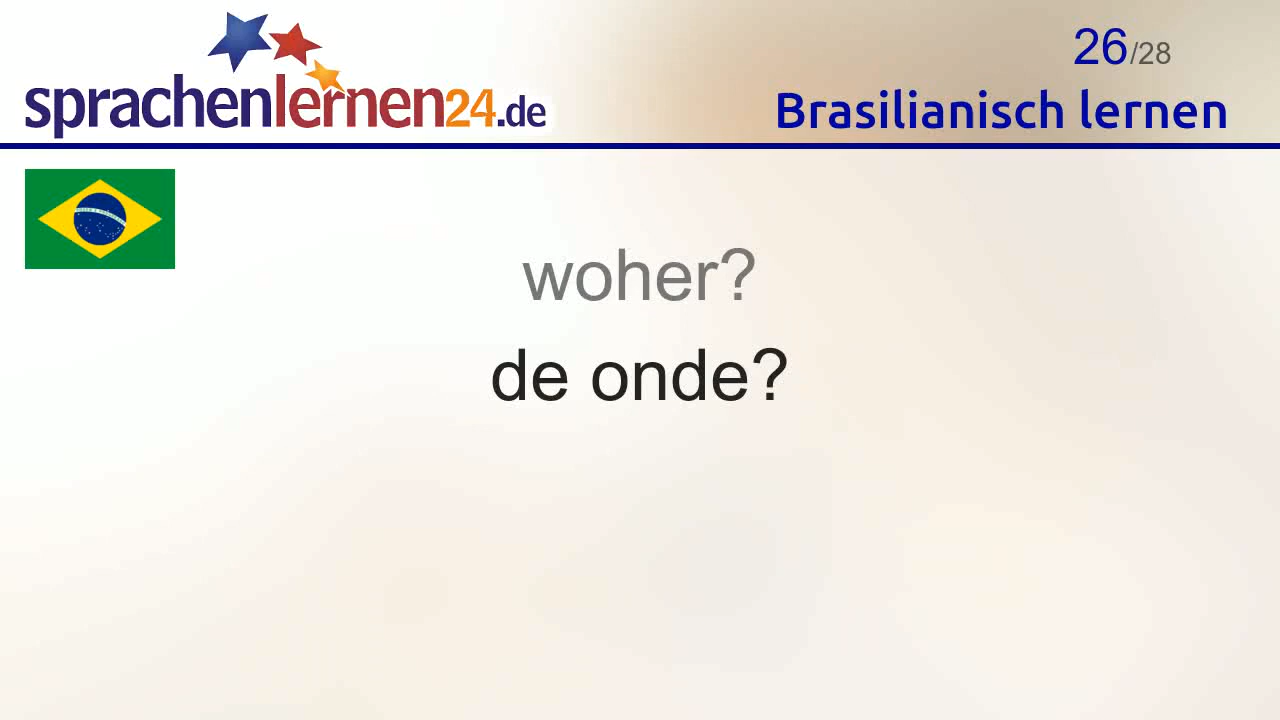 sprachenlernen24.de
26/28
Brasilianisch lernen
woher?
de onde?